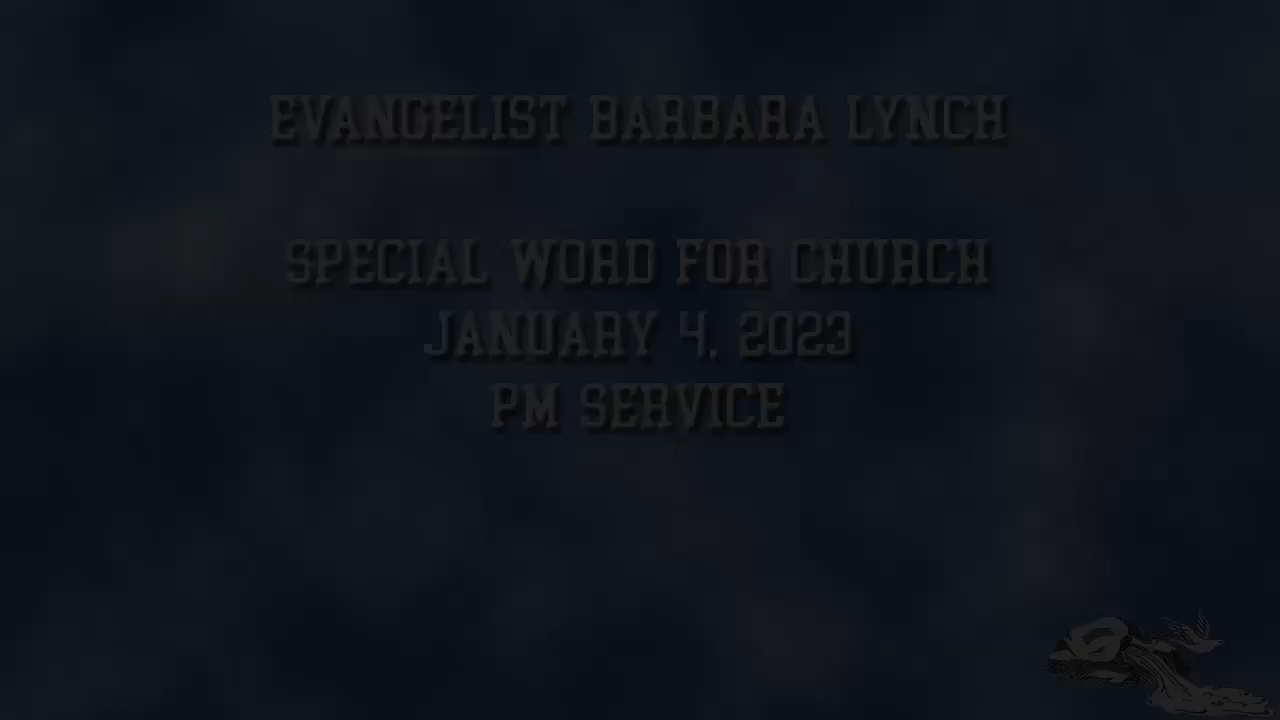 EVANGELIST BARBARA LYNCH
SPECIAL WORD FOR CHURCH
JANUARY 4, 2023
PM SERVICE